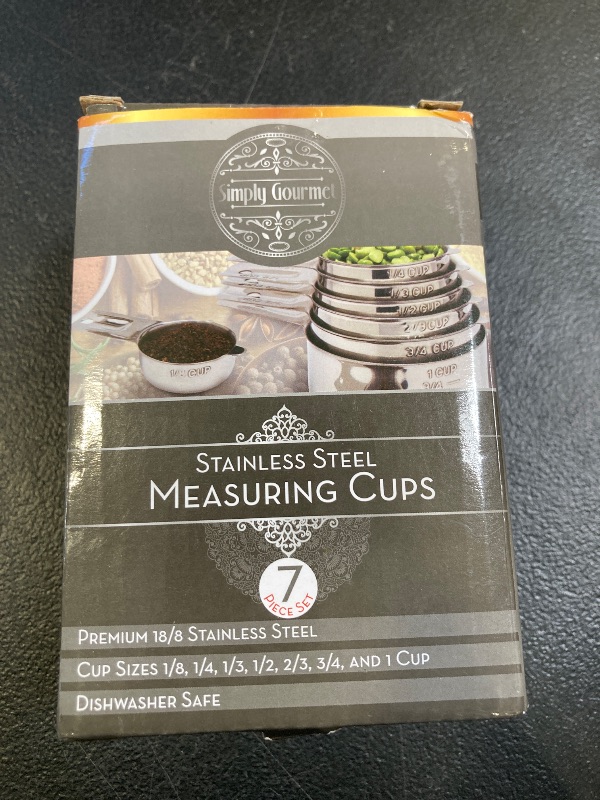 Simply Gourmet
1/4 CUP
1/3 CUP
1/2 CUP
2/3 CUP
3/4 CUP
1 CUP
3/4
CUP
STAINLESS STEEL
MEASURING CUPS
7
PIECE SET
PREMIUM 18/8 STAINLESS STEEL
CUP SIZES 1/8, 1/4, 1/3, 1/2, 2/3, 3/4, AND 1 CUP
DISHWASHER SAFE